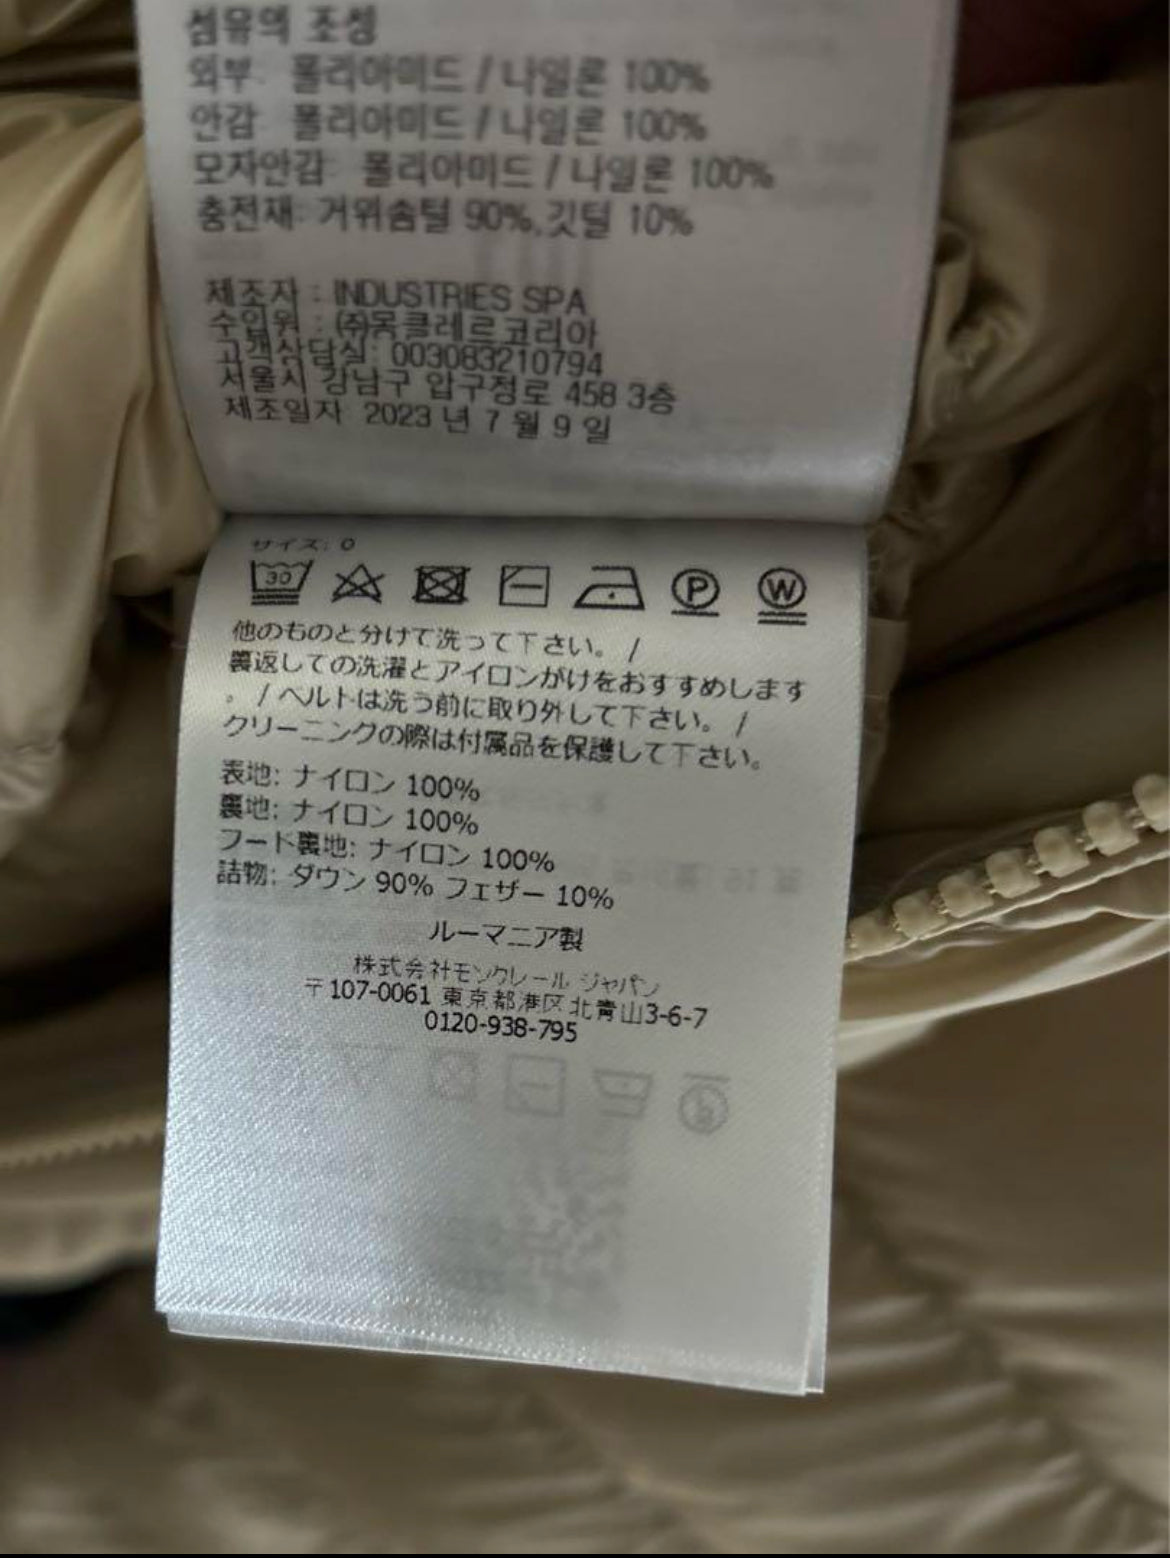 섬유의 조성
외부: 폴리아미드 / 나일론 100%
안감: 폴리아미드 / 나일론 100%
모자안감: 폴리아미드 / 나일론 100%
충전재: 거위솜털 90%, 깃털 10%
제조자 : INDUSTRIES SPA
수입원 : ㈜몽클레르코리아
고객상담실: 003083210794
서울시 강남구 압구정로 458 3층
제조일자: 2023 년 7 월 9 일
サイズ: 0
30 P W
他のものと分けて洗って下さい。 /
裏返しての洗濯とアイロンがけをおすすめします
。 / ベルトは洗う前に取り外して下さい。 /
クリーニングの際は付属品を保護して下さい。
表地: ナイロン 100%
裏地: ナイロン 100%
フード裏地: ナイロン 100%
詰物: ダウン 90% フェザー 10%
ルーマニア製
株式会社モンクレール ジャパン
〒107-0061 東京都港区北青山3-6-7
0120-938-795